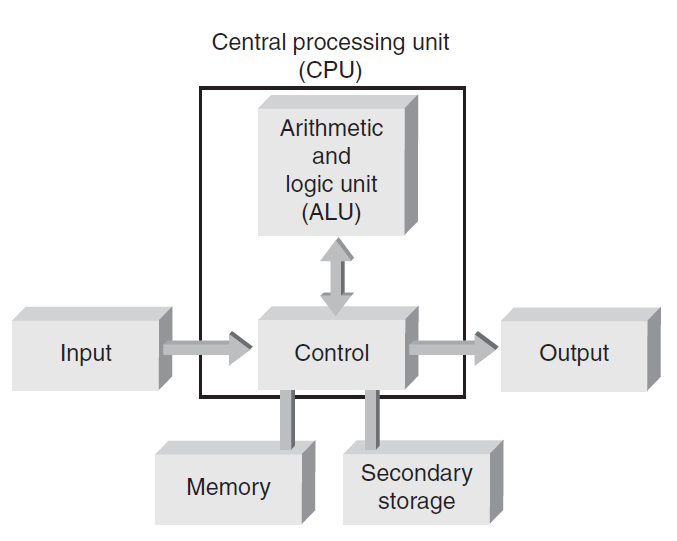 Central processing unit
(CPU)
Arithmetic
and
logic unit
(ALU)
Input
Control
Output
Memory
Secondary
storage